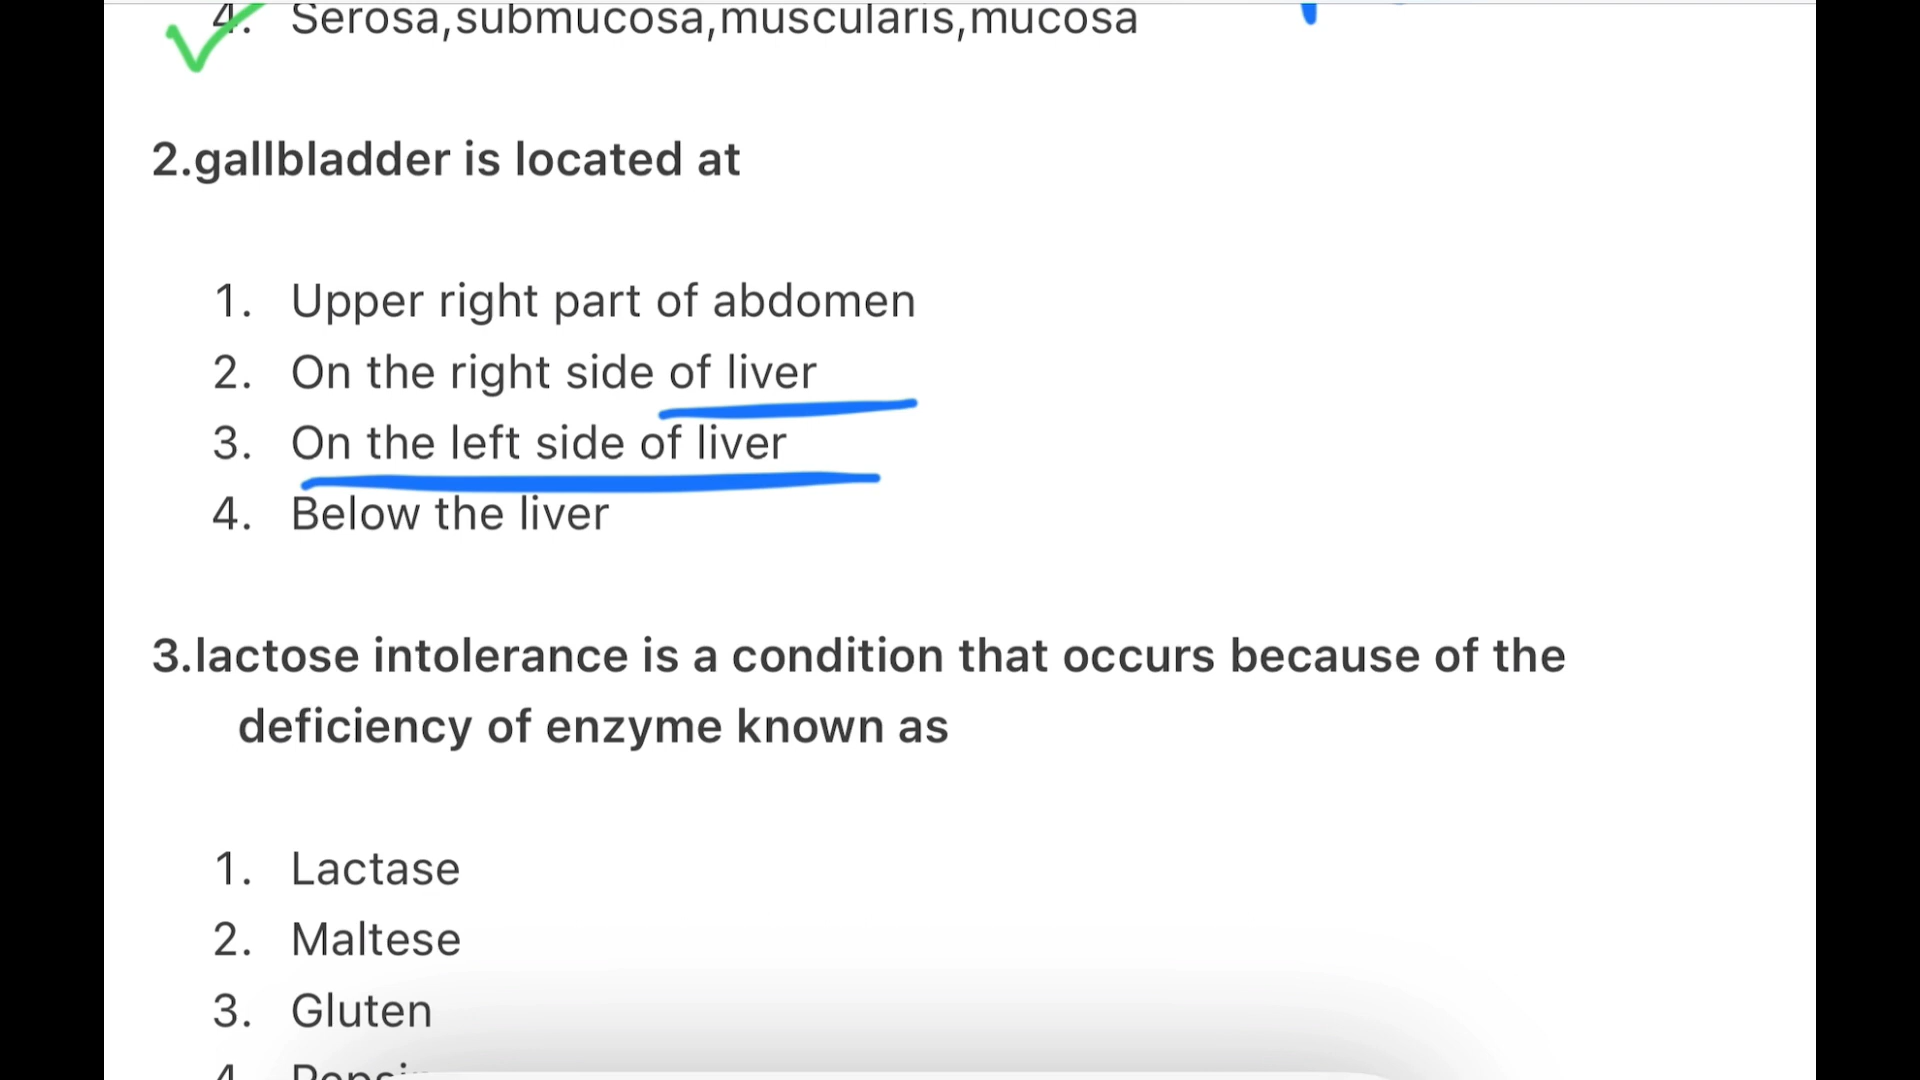 4. Serosa,submucosa,muscularis,mucosa
2.gallbladder is located at
1. Upper right part of abdomen
2. On the right side of liver
3. On the left side of liver
4. Below the liver
3.lactose intolerance is a condition that occurs because of the
deficiency of enzyme known as
1. Lactase
2. Maltese
3. Gluten
4